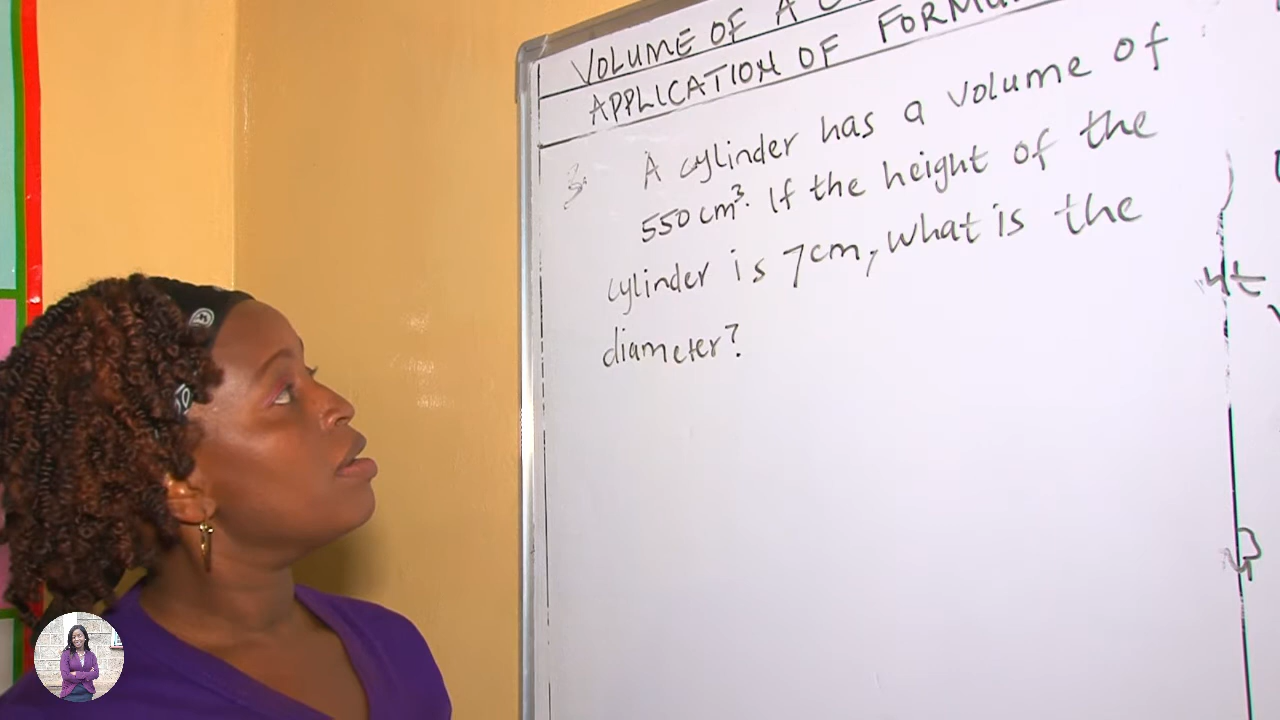 VOLUME OF A
APPLICATION OF
3. A cylinder has a volume of
550 cm³. If the height of the
cylinder is 7cm, what is the
diameter?